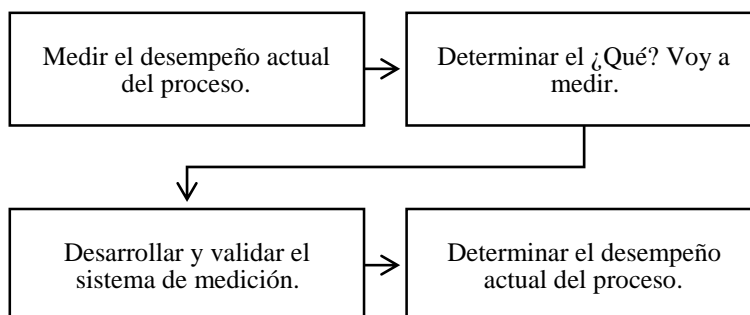 Medir el desempeño actual
del proceso.
Determinar el ¿Qué? Voy a
medir.
Desarrollar y validar el
sistema de medición.
Determinar el desempeño
actual del proceso.